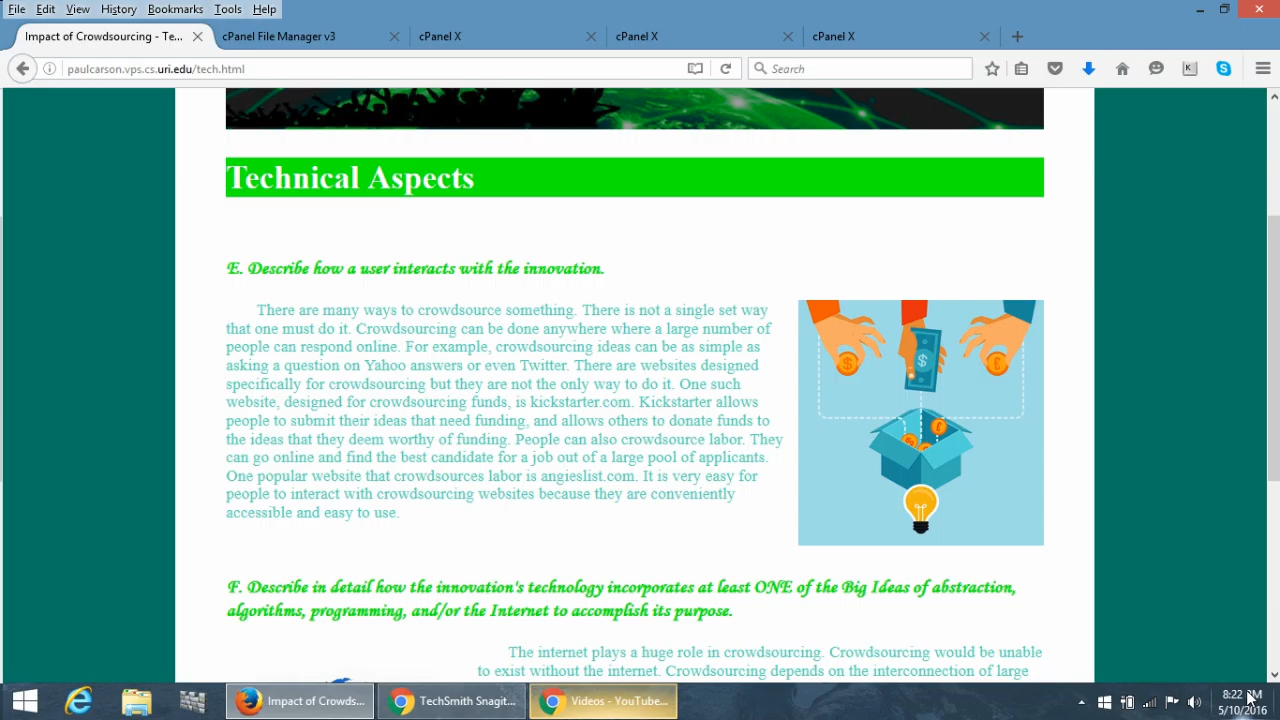 File Edit View History Bookmarks Tools Help
Impact of Crowdsourcing - Te...
cPanel File Manager v3
cPanel X
cPanel X
cPanel X
paulcarson.vps.cs.uri.edu/tech.html
Search
Technical Aspects
E. Describe how a user interacts with the innovation.
There are many ways to crowdsource something. There is not a single set way
that one must do it. Crowdsourcing can be done anywhere where a large number of
people can respond online. For example, crowdsourcing ideas can be as simple as
asking a question on Yahoo answers or even Twitter. There are websites designed
specifically for crowdsourcing but they are not the only way to do it. One such
website, designed for crowdsourcing funds, is kickstarter.com. Kickstarter allows
people to submit their ideas that need funding, and allows others to donate funds to
the ideas that they deem worthy of funding. People can also crowdsource labor. They
can go online and find the best candidate for a job out of a large pool of applicants.
One popular website that crowdsources labor is angieslist.com. It is very easy for
people to interact with crowdsourcing websites because they are conveniently
accessible and easy to use.
F. Describe in detail how the innovation's technology incorporates at least ONE of the Big Ideas of abstraction,
algorithms, programming, and/or the Internet to accomplish its purpose.
The internet plays a huge role in crowdsourcing. Crowdsourcing would be unable
to exist without the internet. Crowdsourcing depends on the interconnection of large
Impact of Crowds...
TechSmith Snagit...
Videos - YouTube...
8:22 PM
5/10/2016